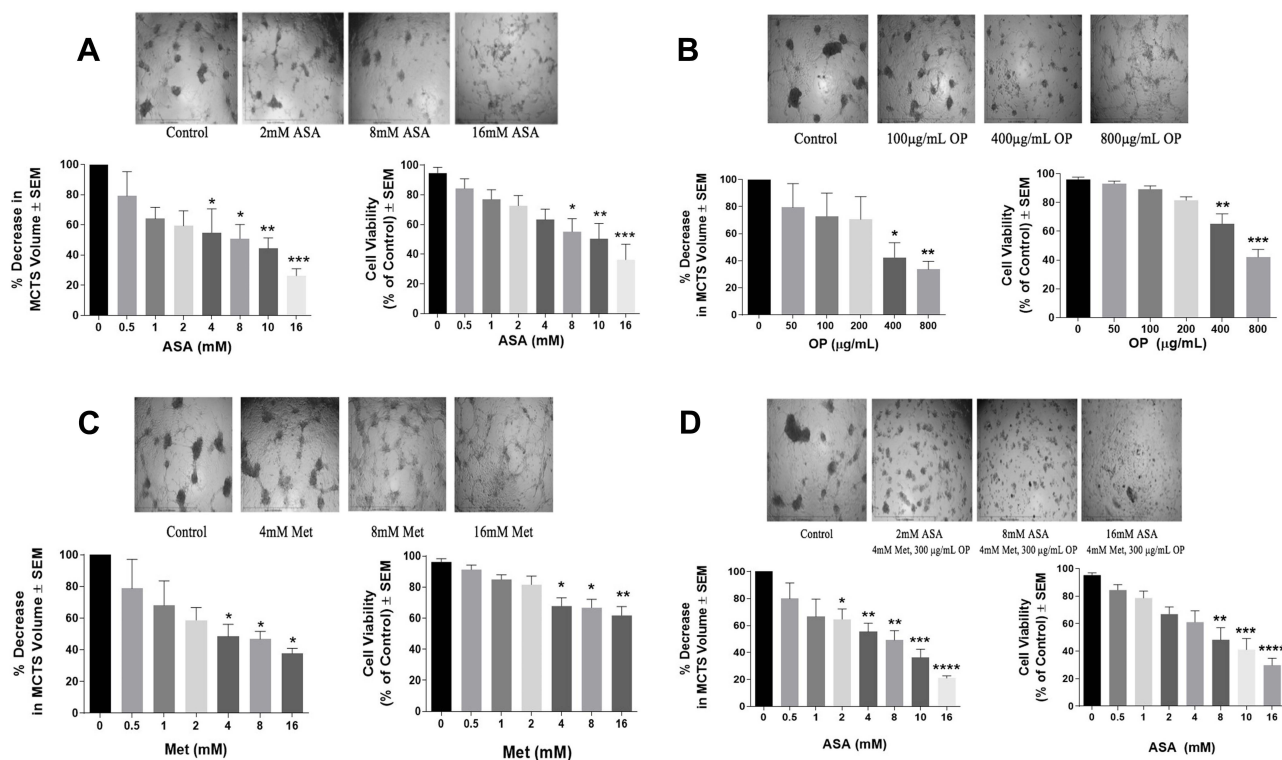 A
Control
2mM ASA
8mM ASA
16mM ASA
% Decrease in
MCTS Volume ± SEM
100
80
60
40
20
0
*
*
**
***
0 0.5 1 2 4 8 10 16
ASA (mM)
Cell Viability
(% of Control) ± SEM
100
80
60
40
20
0
*
**
***
0 0.5 1 2 4 8 10 16
ASA (mM)
B
Control
100µg/mL OP
400µg/mL OP
800µg/mL OP
% Decrease
in MCTS Volume ± SEM
100
80
60
40
20
0
*
**
0 50 100 200 400 800
OP (µg/mL)
Cell Viability
(% of Control) ± SEM
100
80
60
40
20
0
**
***
0 50 100 200 400 800
OP (µg/mL)
C
Control
4mM Met
8mM Met
16mM Met
% Decrease
in MCTS Volume ± SEM
100
80
60
40
20
0
*
*
*
0 0.5 1 2 4 8 16
Met (mM)
Cell Viability
(% of Control) ± SEM
100
80
60
40
20
0
*
*
**
0 0.5 1 2 4 8 16
Met (mM)
D
Control
2mM ASA
4mM Met, 300 µg/mL OP
8mM ASA
4mM Met, 300 µg/mL OP
16mM ASA
4mM Met, 300 µg/mL OP
% Decrease
in MCTS Volume ± SEM
100
80
60
40
20
0
*
**
**
***
****
0 0.5 1 2 4 8 10 16
ASA (mM)
Cell Viability
(% of Control) ± SEM
100
80
60
40
20
0
**
***
****
0 0.5 1 2 4 8 10 16
ASA (mM)